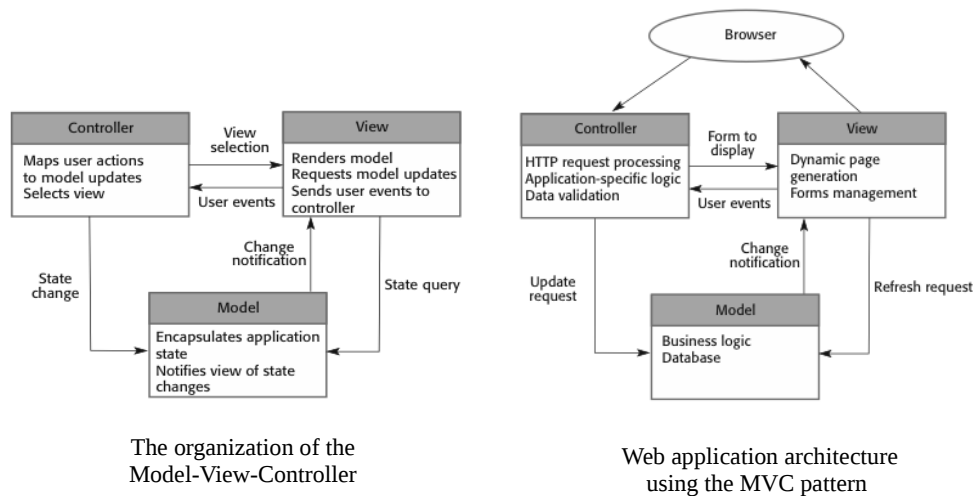 Controller
Maps user actions
to model updates
Selects view
View
selection
User events
View
Renders model
Requests model updates
Sends user events to
controller
State
change
Change
notification
State query
Model
Encapsulates application
state
Notifies view of state
changes
The organization of the
Model-View-Controller
Browser
Controller
HTTP request processing
Application-specific logic
Data validation
Form to
display
User events
View
Dynamic page
generation
Forms management
Update
request
Change
notification
Refresh request
Model
Business logic
Database
Web application architecture
using the MVC pattern